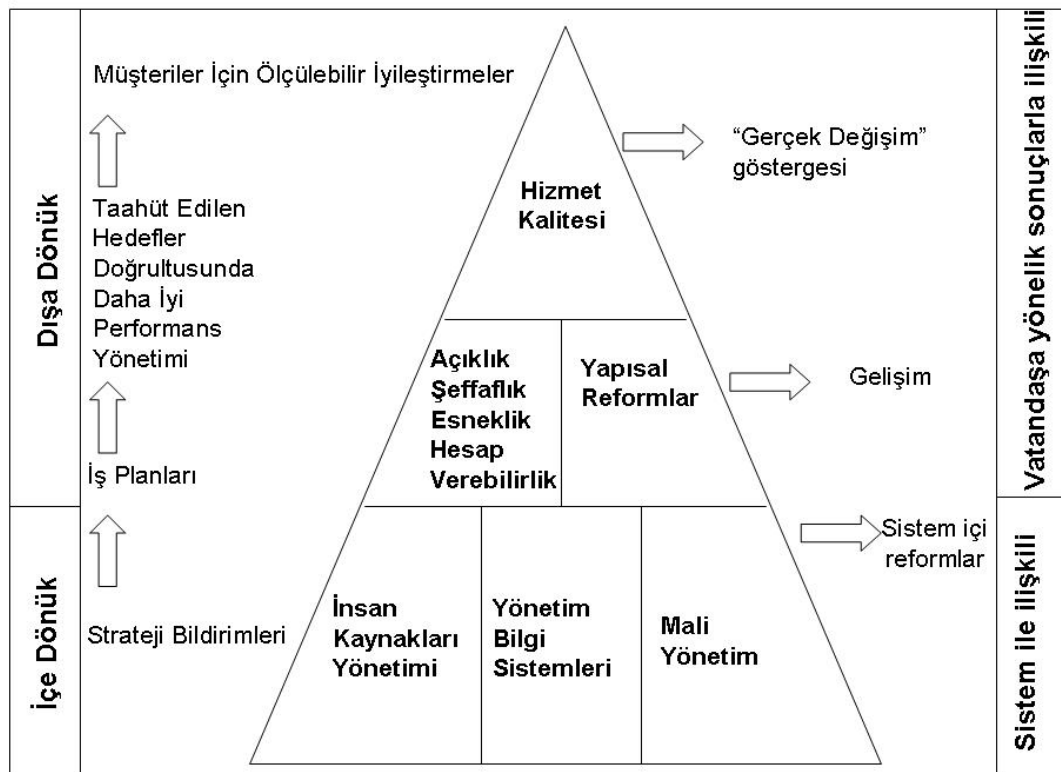 Dışa Dönük
İçe Dönük
Müşteriler İçin Ölçülebilir İyileştirmeler
Taahüt Edilen
Hedefler
Doğrultusunda
Daha İyi
Performans
Yönetimi
İş Planları
Strateji Bildirimleri
Hizmet
Kalitesi
Açıklık
Şeffaflık
Esneklik
Hesap
Verebilirlik
Yapısal
Reformlar
İnsan
Kaynakları
Yönetimi
Yönetim
Bilgi
Sistemleri
Mali
Yönetim
“Gerçek Değişim”
göstergesi
Gelişim
Sistem içi
reformlar
Vatandaşa yönelik sonuçlarla ilişkili
Sistem ile ilişkili